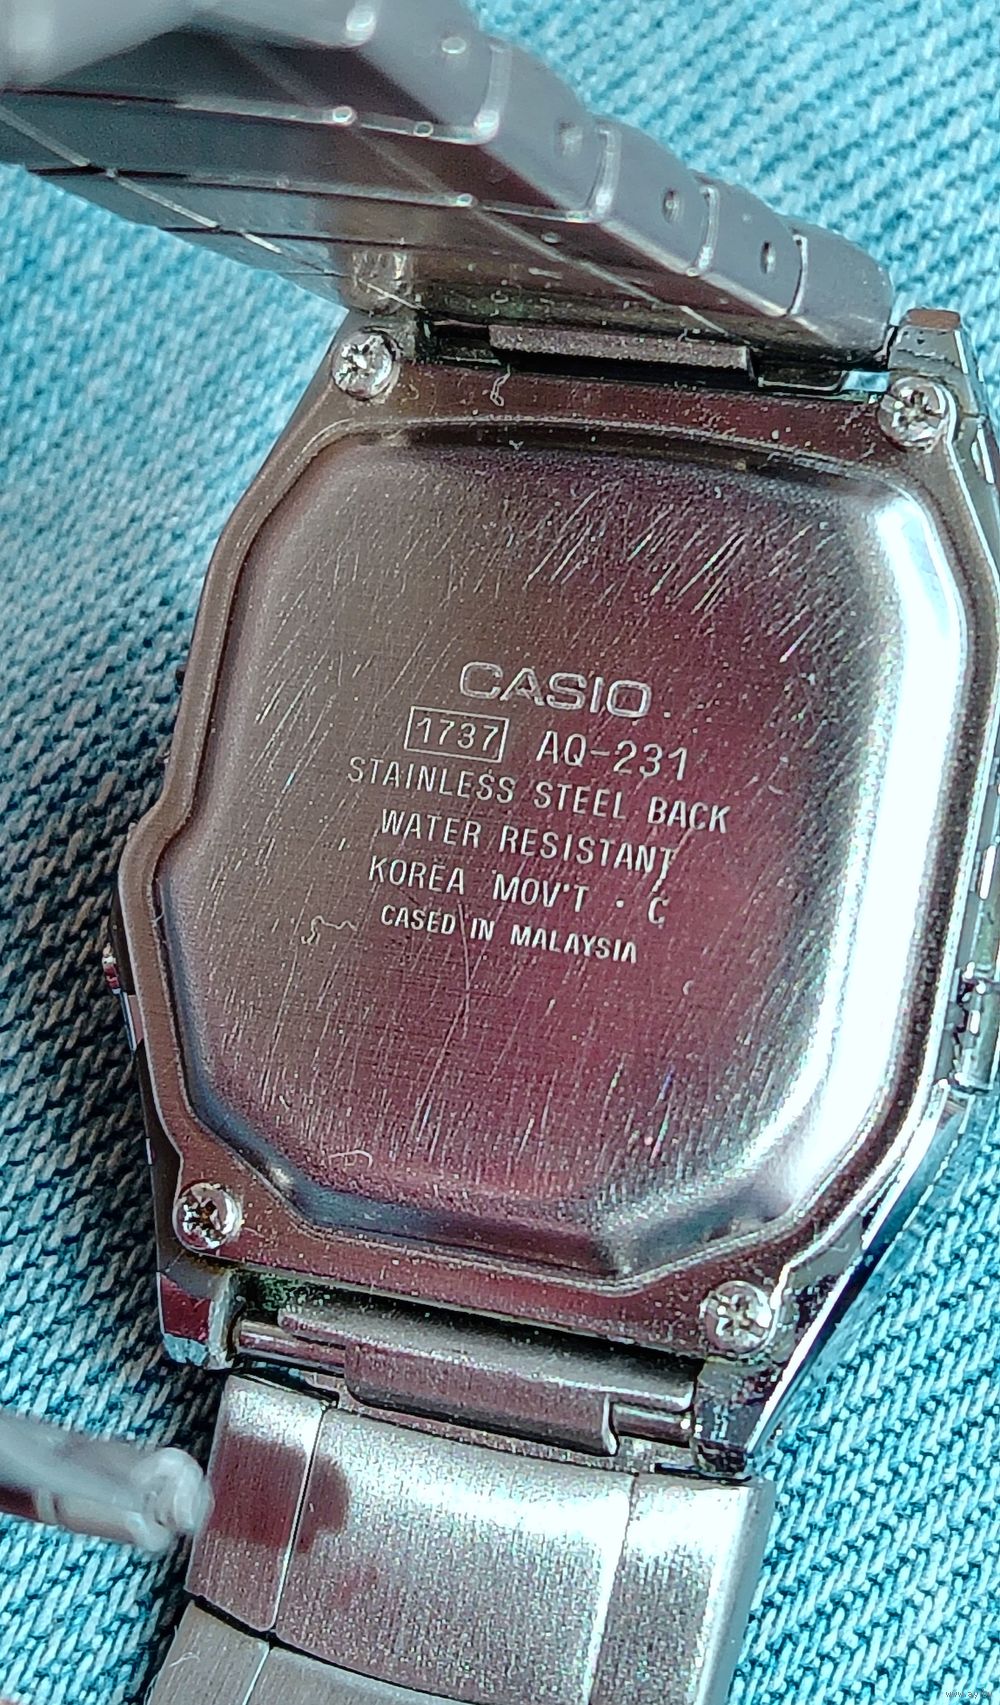 CASIO
1737 AQ-231
STAINLESS STEEL BACK
WATER RESISTANT
KOREA MOV'T · C
CASED IN MALAYSIA